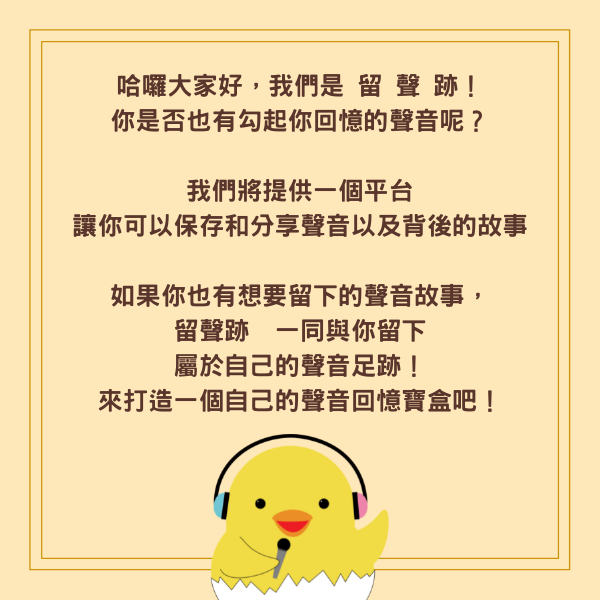 哈囉大家好，我們是 留 聲 跡！
你是否也有勾起你回憶的聲音呢？
我們將提供一個平台
讓你可以保存和分享聲音以及背後的故事
如果你也有想要留下的聲音故事，
留聲跡　一同與你留下
屬於自己的聲音足跡！
來打造一個自己的聲音回憶寶盒吧！